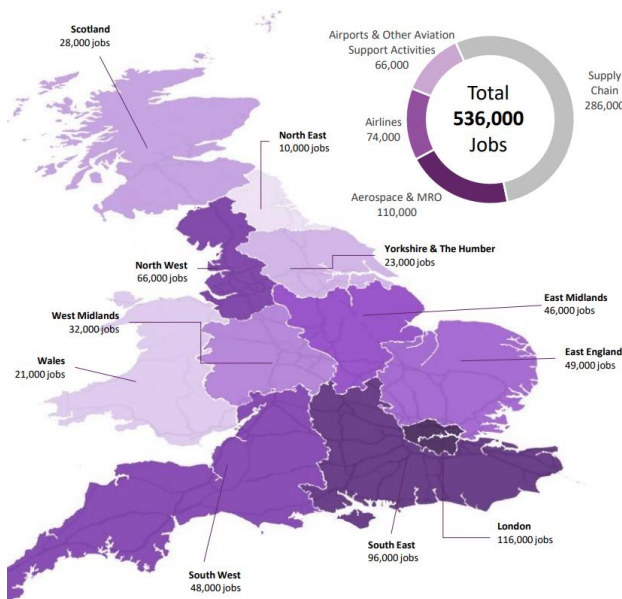 Scotland
28,000 jobs
Airports & Other Aviation
Support Activities
66,000
Total
536,000
Jobs
Supply
Chain
286,000
Airlines
74,000
Aerospace & MRO
110,000
North East
10,000 jobs
North West
66,000 jobs
Yorkshire & The Humber
23,000 jobs
West Midlands
32,000 jobs
East Midlands
46,000 jobs
Wales
21,000 jobs
East England
49,000 jobs
London
116,000 jobs
South East
96,000 jobs
South West
48,000 jobs